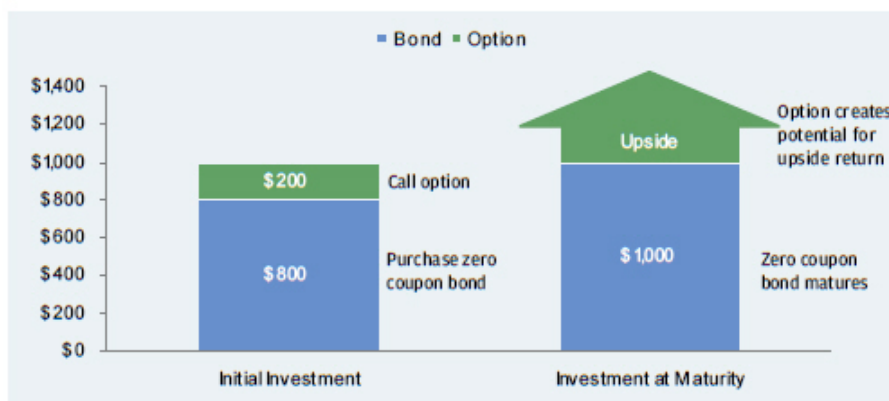 Bond Option
$1,400
$1,200
$1,000
$800
$600
$400
$200
$0
$200
$800
Call option
Purchase zero
coupon bond
Upside
$1,000
Option creates
potential for
upside return
Zero coupon
bond matures
Initial Investment
Investment at Maturity